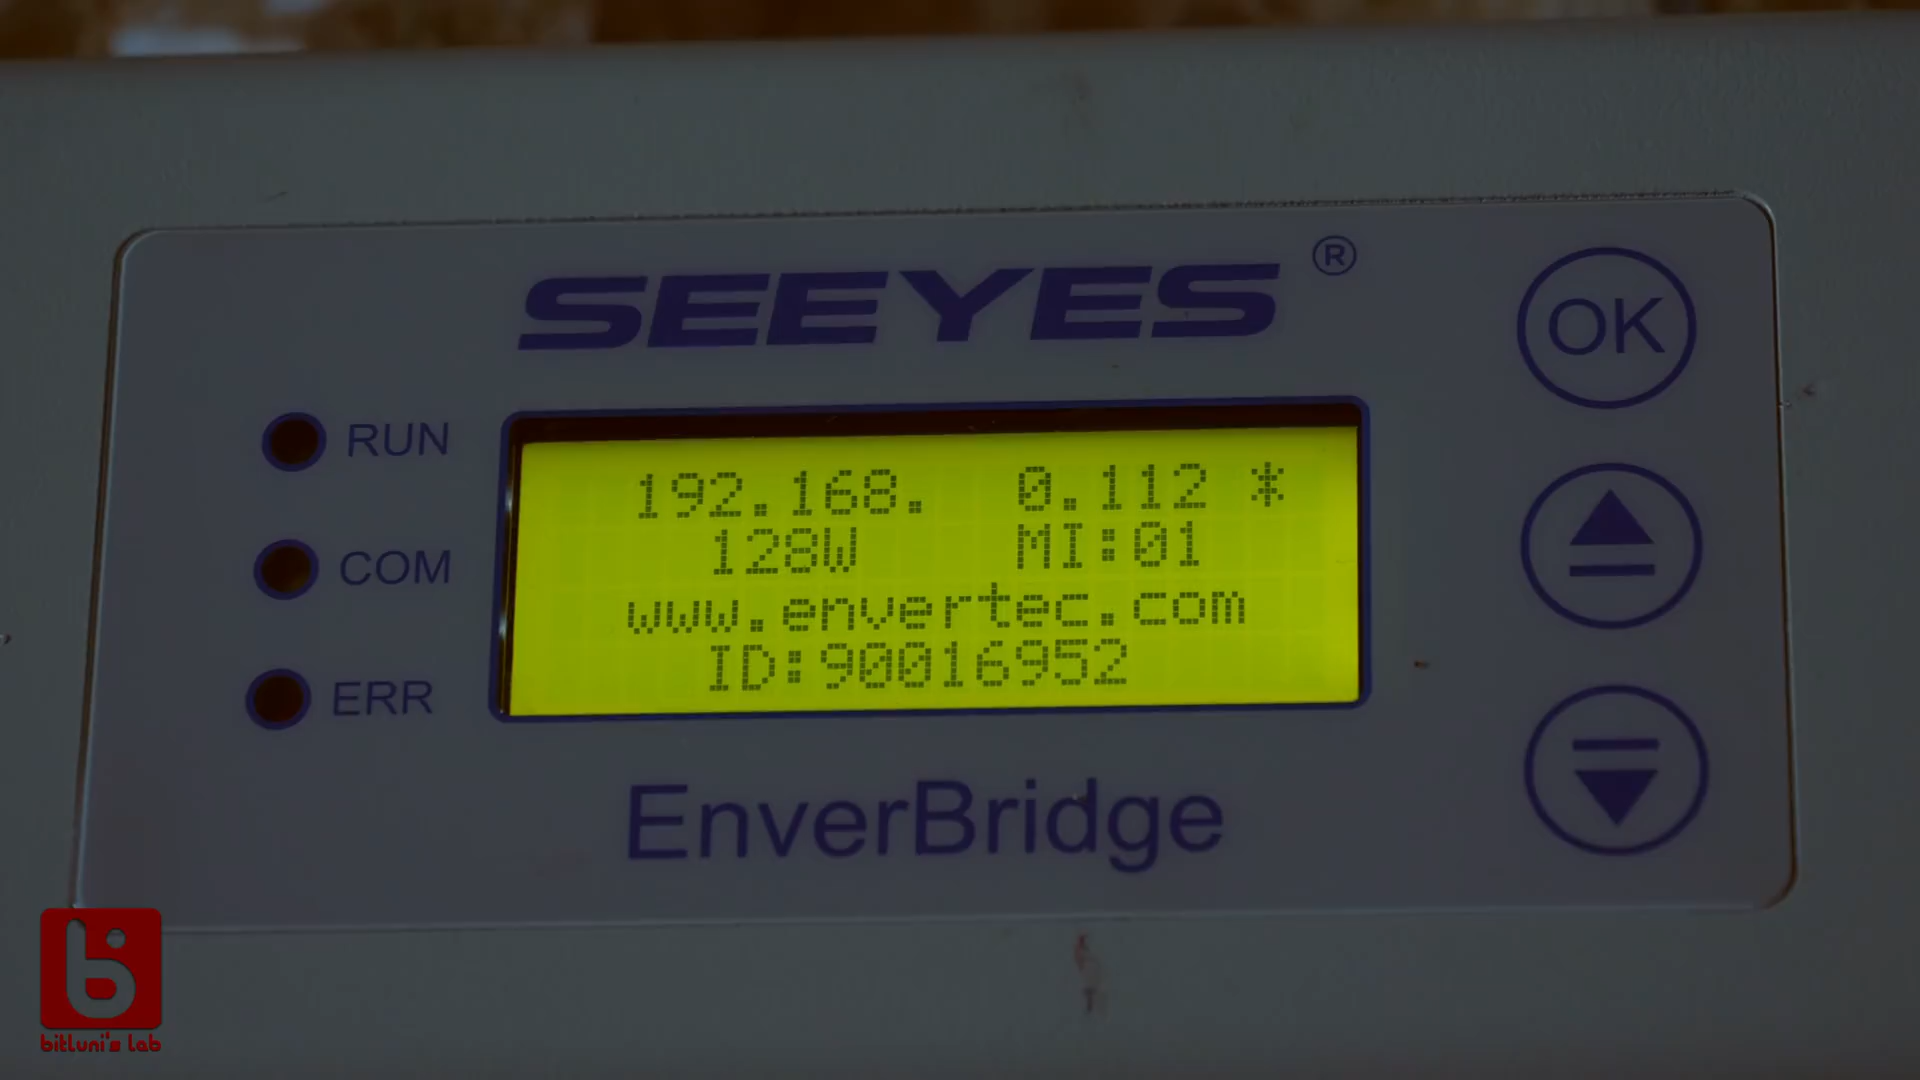 SEEYES ®
OK
RUN
COM
ERR
192.168. 0.112 *
128W MI:01
www.envertec.com
ID:90016952
EnverBridge
bitluni's lab